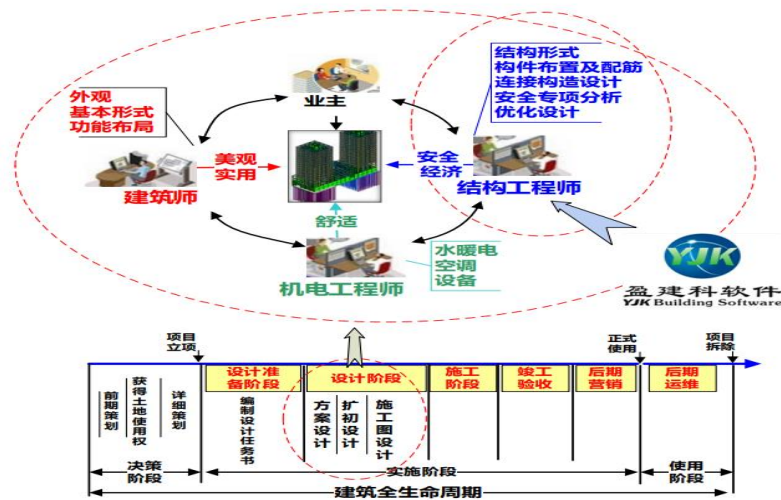 结构形式
构件布置及配筋
连接构造设计
安全专项分析
优化设计
业主
外观
基本形式
功能布局
美观
实用
安全
经济
建筑师
结构工程师
舒适
水暖电
空调
设备
机电工程师
YJK
盈建科软件
YJK Building Software
项目
立项
正式
使用
项目
拆除
设计准
备阶段
设计阶段
施工
阶段
竣工
验收
后期
营销
后期
运维
前期策划
获得土地使用权
详细策划
编制设计任务书
方案设计
扩初设计
施工图设计
决策
阶段
实施阶段
使用
阶段
建筑全生命周期